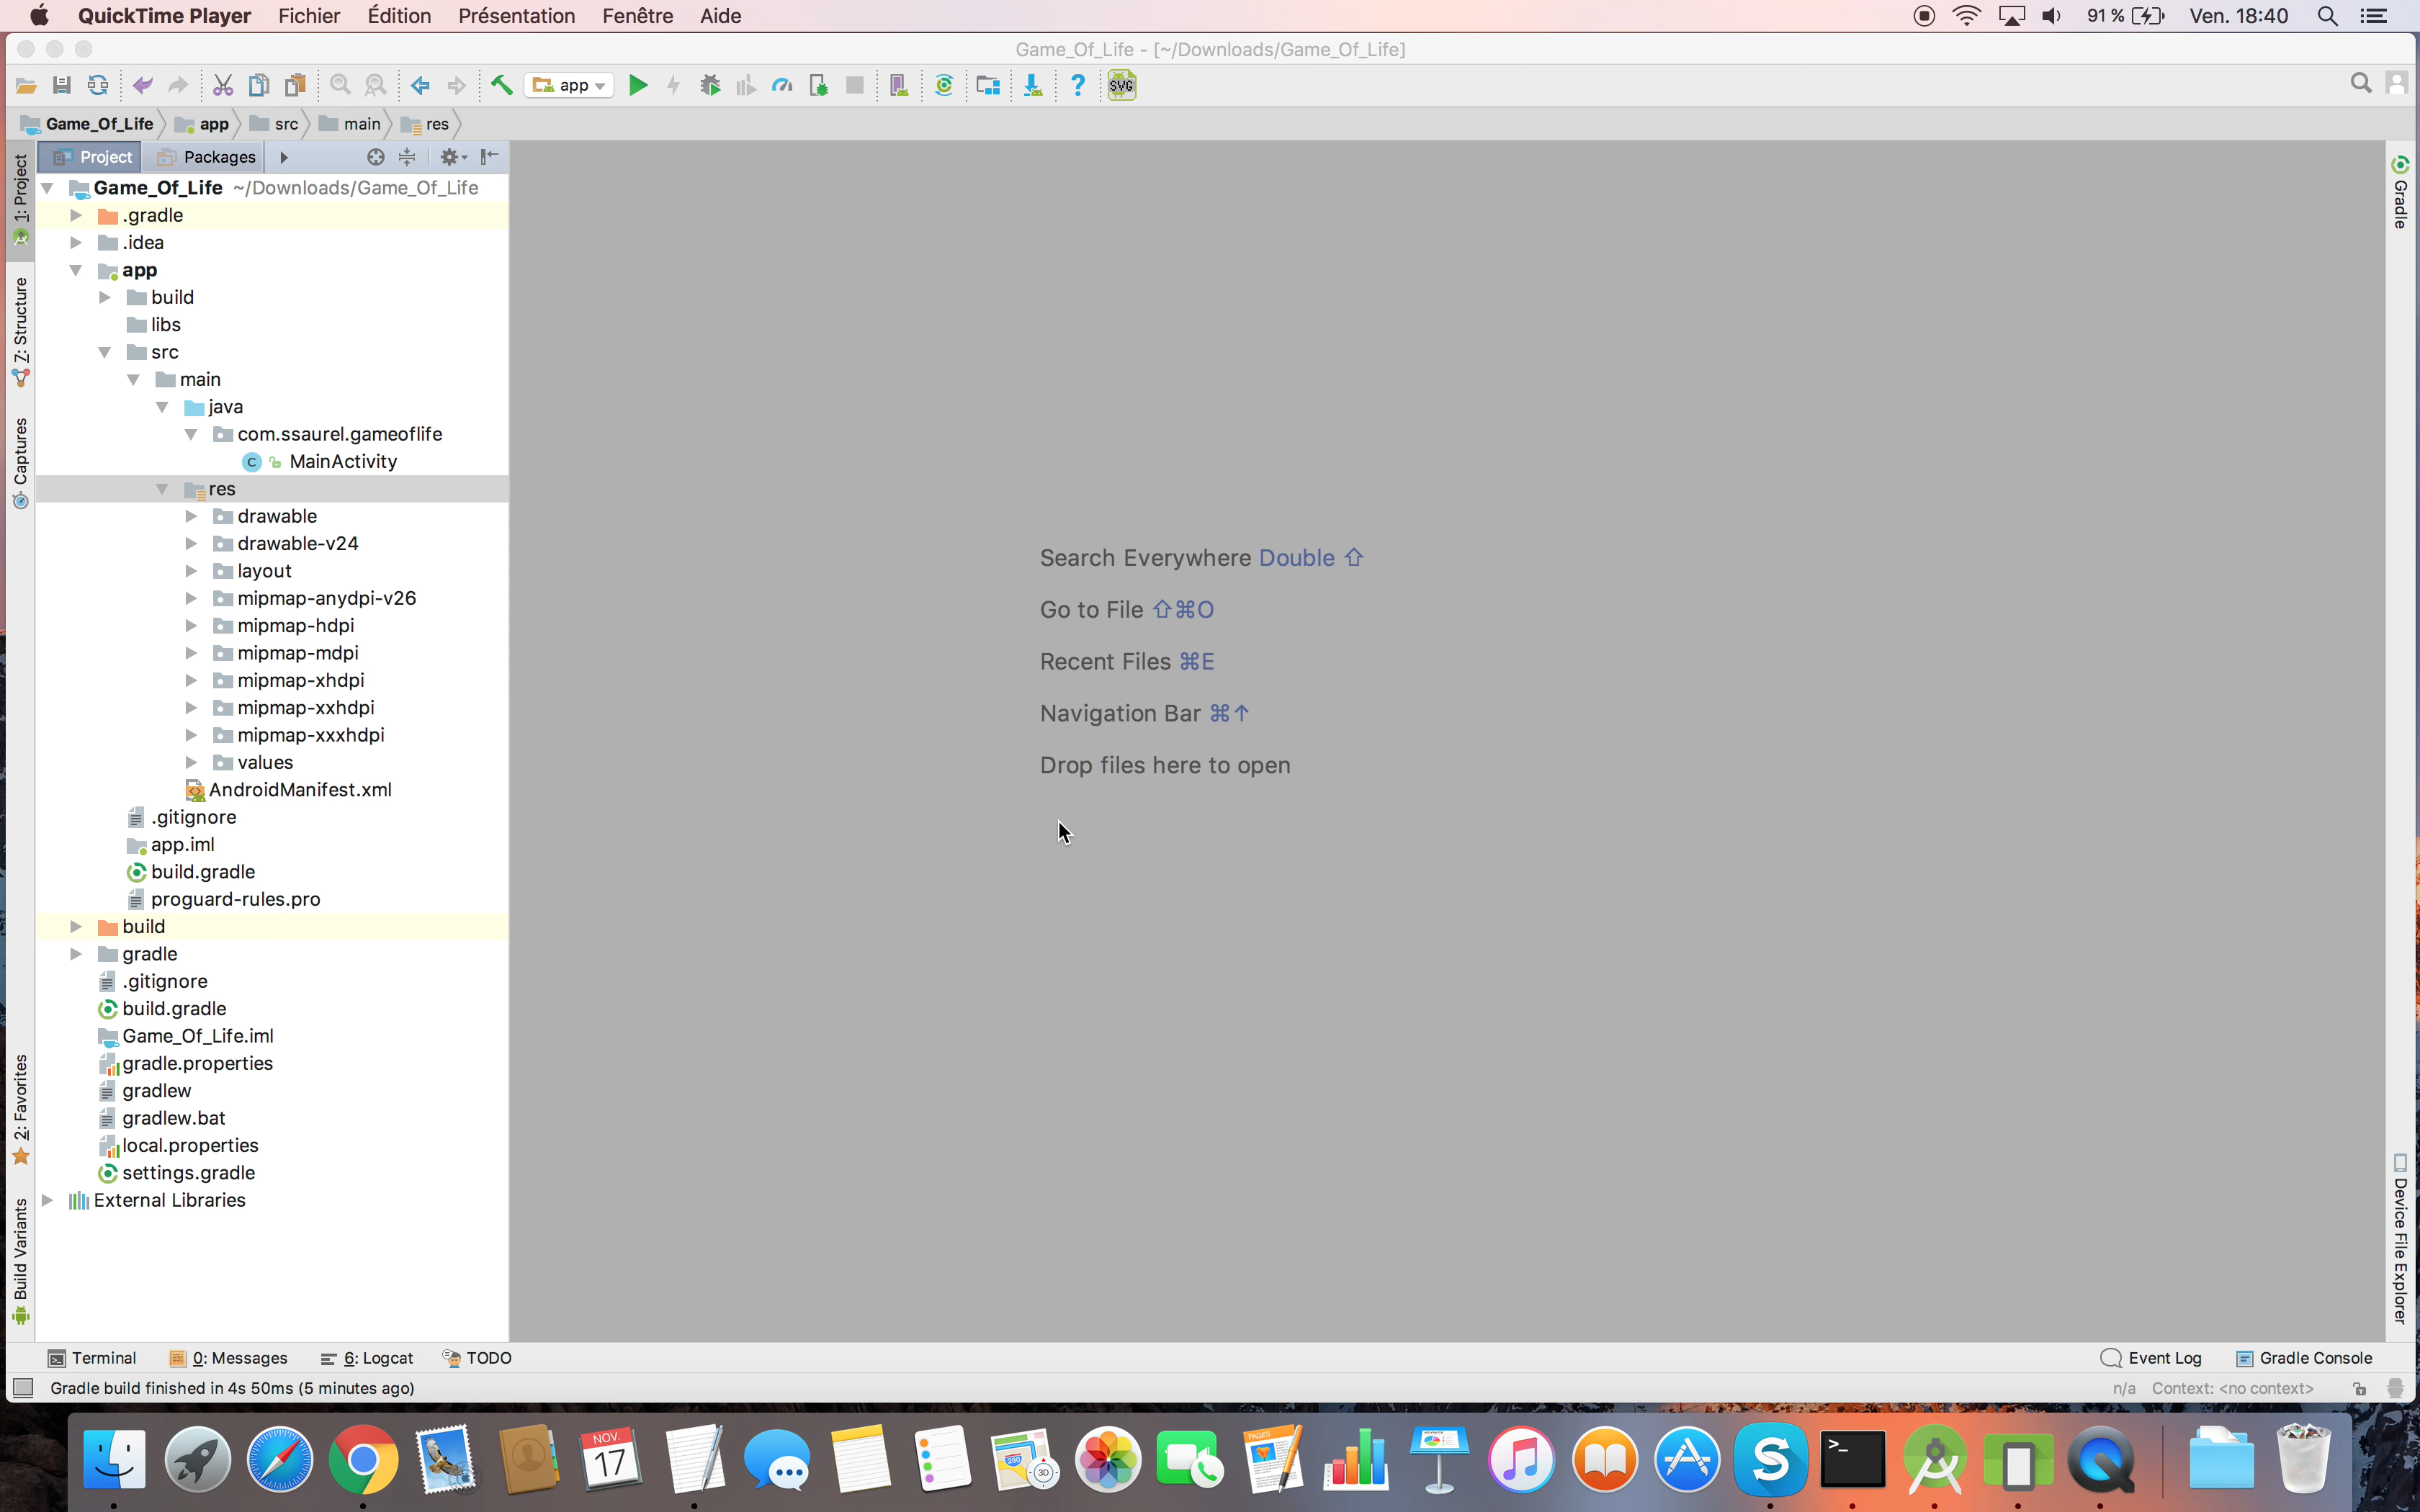 QuickTime Player Fichier Édition Présentation Fenêtre Aide 91 % Ven. 18:40
Game_Of_Life - [~/Downloads/Game_Of_Life]
app SVG
Game_Of_Life app src main res
Project Packages
1: Project
7: Structure
Captures
2: Favorites
Build Variants
Game_Of_Life ~/Downloads/Game_Of_Life
.gradle
.idea
app
build
libs
src
main
java
com.ssaurel.gameoflife
C MainActivity
res
drawable
drawable-v24
layout
mipmap-anydpi-v26
mipmap-hdpi
mipmap-mdpi
mipmap-xhdpi
mipmap-xxhdpi
mipmap-xxxhdpi
values
AndroidManifest.xml
.gitignore
app.iml
build.gradle
proguard-rules.pro
build
gradle
.gitignore
build.gradle
Game_Of_Life.iml
gradle.properties
gradlew
gradlew.bat
local.properties
settings.gradle
External Libraries
Search Everywhere Double ⇧
Go to File ⇧⌘O
Recent Files ⌘E
Navigation Bar ⌘↑
Drop files here to open
Gradle
Device File Explorer
Terminal 0: Messages 6: Logcat TODO Event Log Gradle Console
Gradle build finished in 4s 50ms (5 minutes ago) n/a Context: <no context>
NOV.
17
280
3D
PAGES